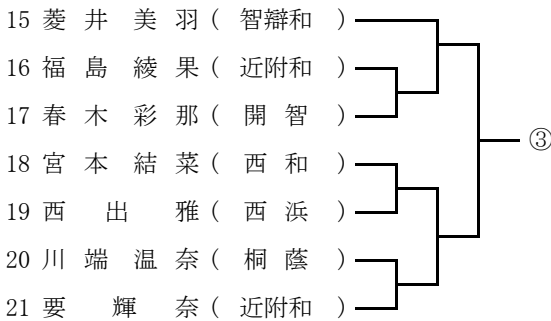 15 菱井 美羽 ( 智辯和 )
16 福島 綾果 ( 近附和 )
17 春木 彩那 ( 開智 )
③
18 宮本 結菜 ( 西和 )
19 西出 雅 ( 西浜 )
20 川端 温奈 ( 桐蔭 )
21 要 輝奈 ( 近附和 )